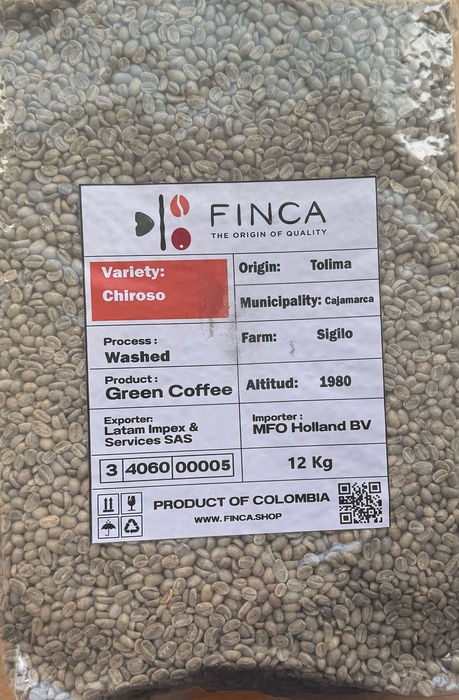 FINCA
THE ORIGIN OF QUALITY
Variety:
Chiroso
Origin: Tolima
Municipality: Cajamarca
Process:
Washed
Farm: Sigilo
Product:
Green Coffee
Altitud: 1980
Exporter:
Latam Impex &
Services SAS
Importer:
MFO Holland BV
3 4060 00005
12 Kg
PRODUCT OF COLOMBIA
WWW. FINCA.SHOP